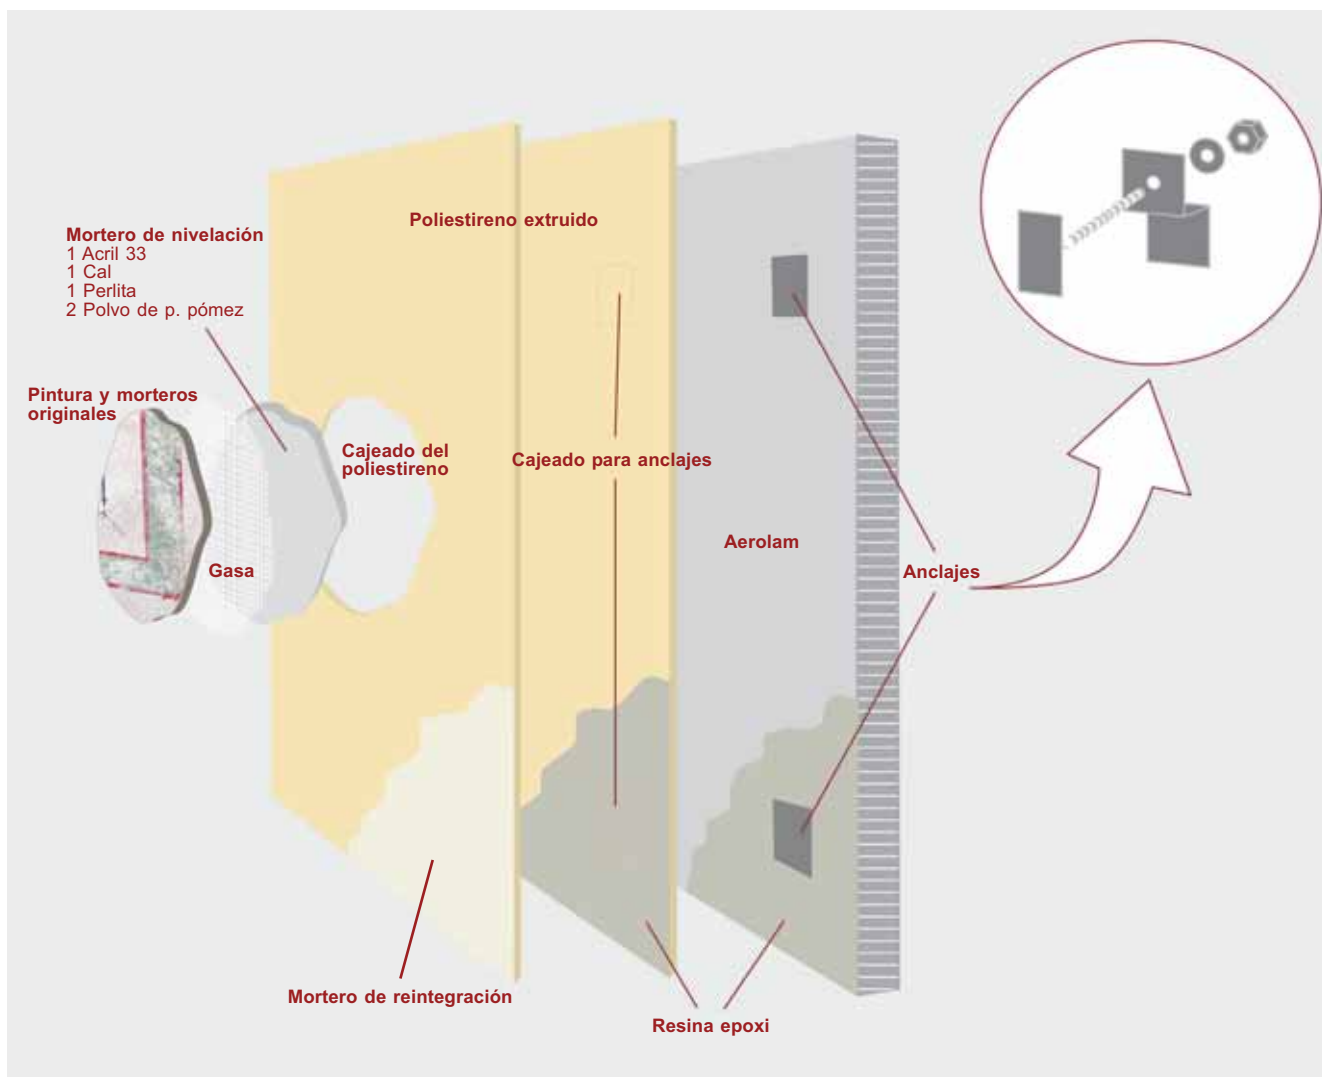 Poliestireno extruido
Mortero de nivelación
1 Acril 33
1 Cal
1 Perlita
2 Polvo de p. pómez
Pintura y morteros
originales
Cajeado del
poliestireno
Cajeado para anclajes
Aerolam
Gasa
Anclajes
Mortero de reintegración
Resina epoxi